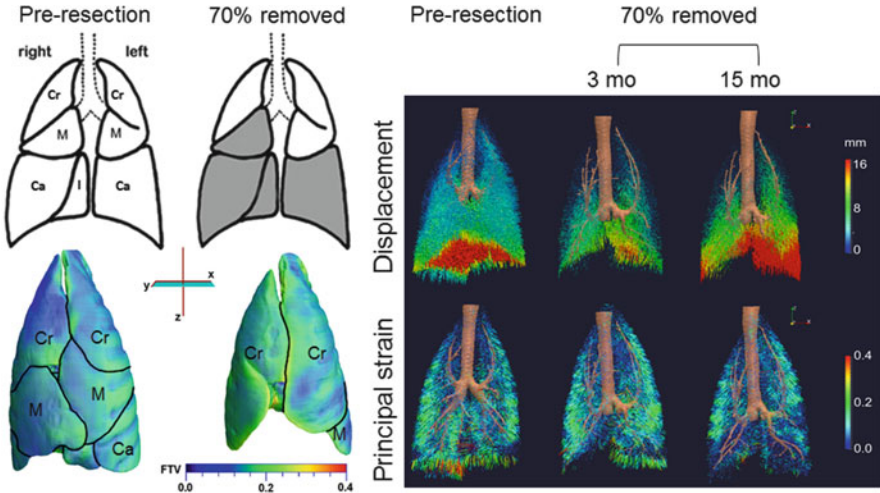 Pre-resection
70% removed
right
left
Cr
Cr
M
M
Ca
I
Ca
x
y
z
Cr
Cr
M
M
Ca
Cr
Cr
M
FTV
0.0 0.2 0.4
Pre-resection
70% removed
3 mo
15 mo
Displacement
mm
16
8
0
Principal strain
0.4
0.2
0.0